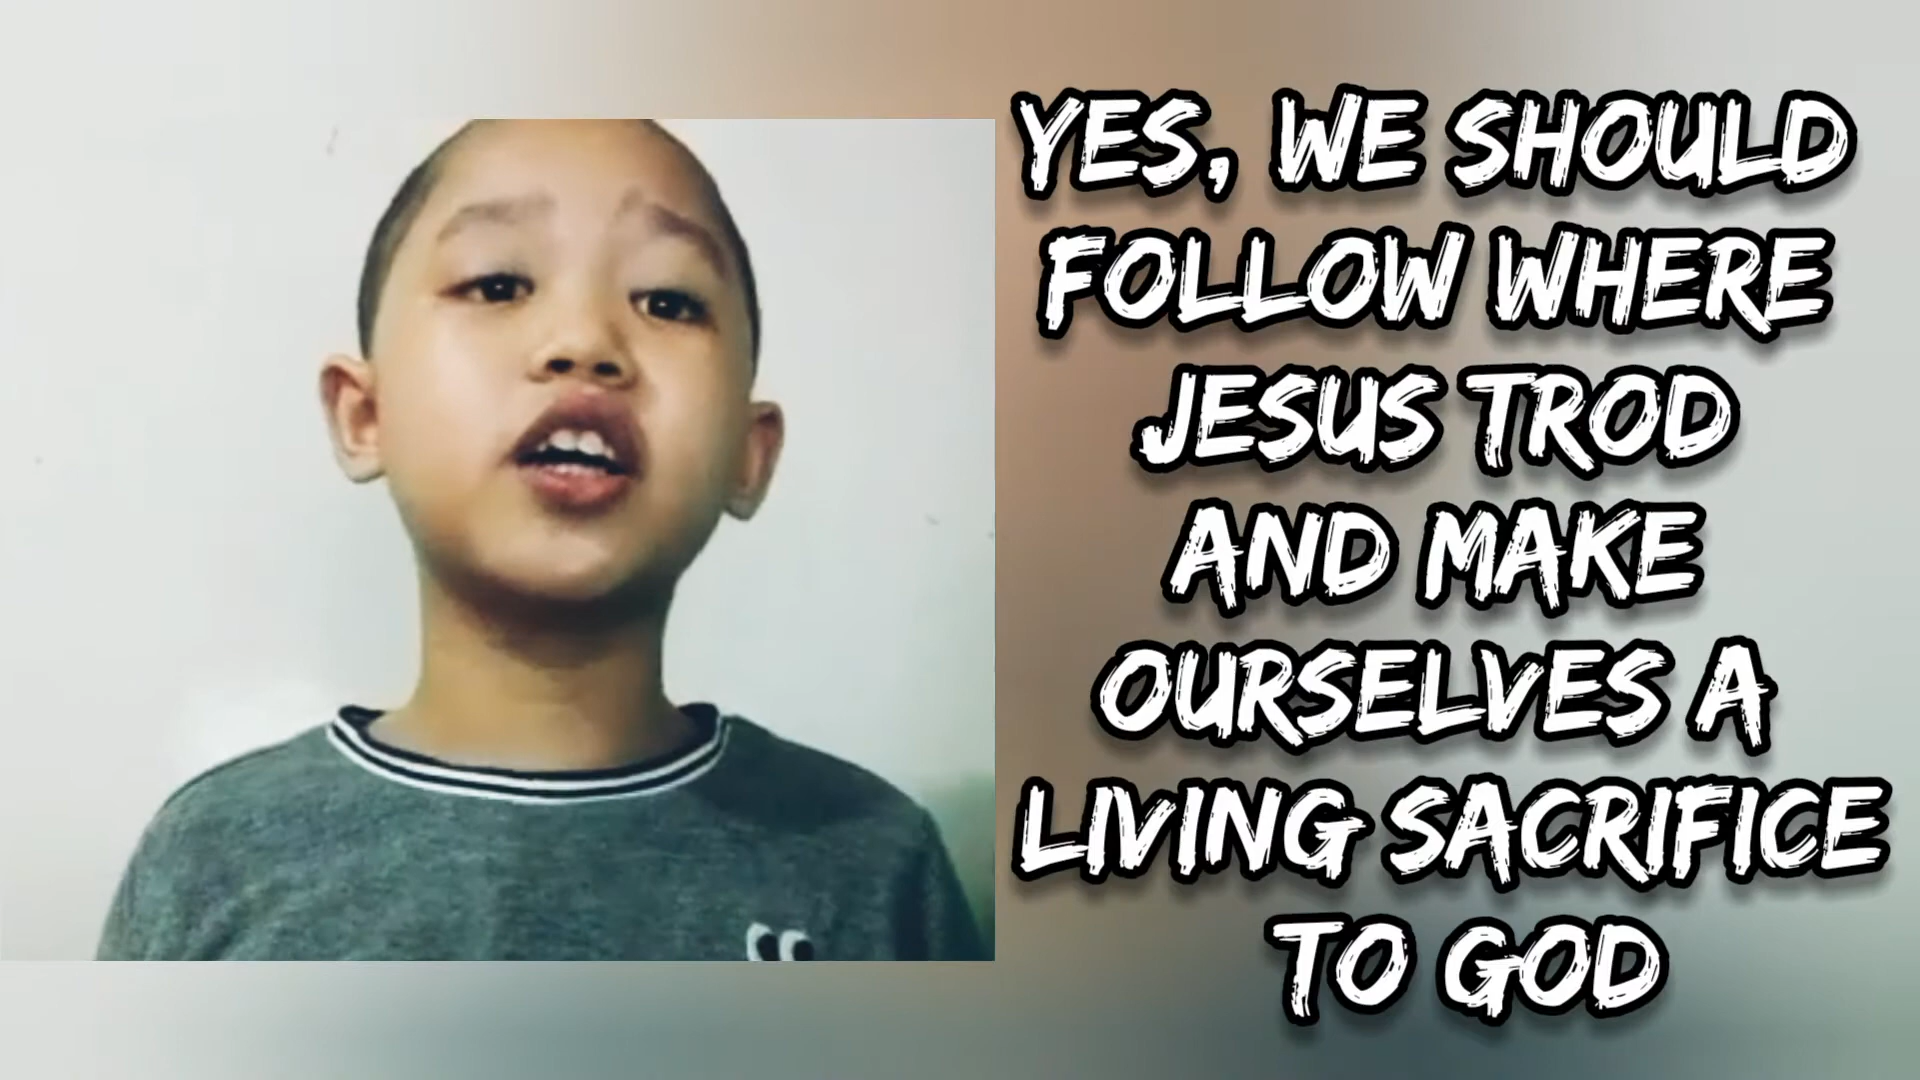 YES, WE SHOULD
FOLLOW WHERE
JESUS TROD
AND MAKE
OURSELVES A
LIVING SACRIFICE
TO GOD